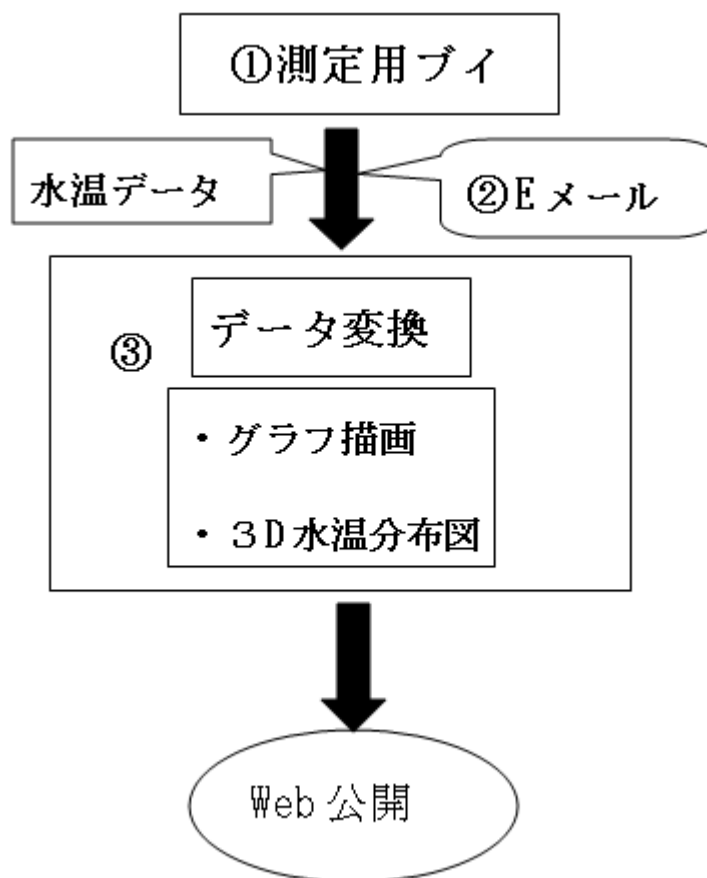 ①測定用ブイ
水温データ
②Eメール
③
データ変換
・グラフ描画
・３D水温分布図
Web公開